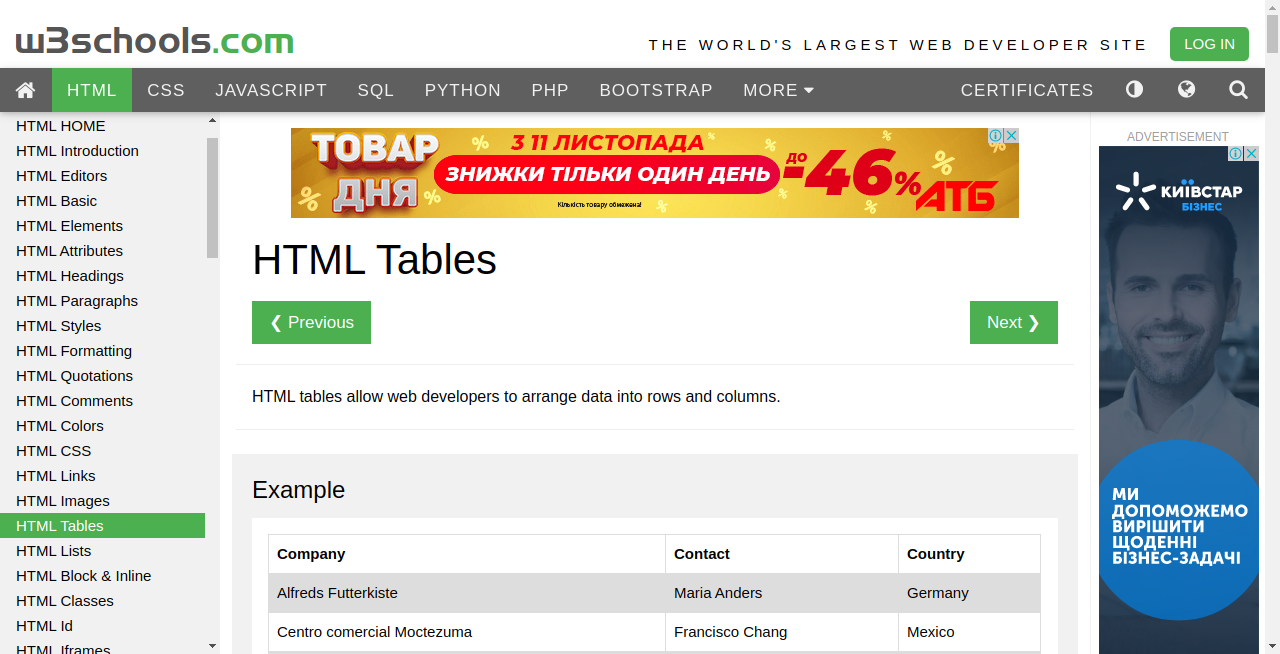 w3schools.com
THE WORLD'S LARGEST WEB DEVELOPER SITE
LOG IN
HTML CSS JAVASCRIPT SQL PYTHON PHP BOOTSTRAP MORE CERTIFICATES
HTML HOME
HTML Introduction
HTML Editors
HTML Basic
HTML Elements
HTML Attributes
HTML Headings
HTML Paragraphs
HTML Styles
HTML Formatting
HTML Quotations
HTML Comments
HTML Colors
HTML CSS
HTML Links
HTML Images
HTML Tables
HTML Lists
HTML Block & Inline
HTML Classes
HTML Id
HTML Iframes
ТОВАР
ДНЯ
З 11 ЛИСТОПАДА
ЗНИЖКИ ТІЛЬКИ ОДИН ДЕНЬ
Кількість товару обмежена!
ДО
-46%
АТБ
HTML Tables
❮ Previous
Next ❯
HTML tables allow web developers to arrange data into rows and columns.
Example
Company Contact Country
Alfreds Futterkiste Maria Anders Germany
Centro comercial Moctezuma Francisco Chang Mexico
ADVERTISEMENT
КИЇВСТАР
БІЗНЕС
МИ
ДОПОМОЖЕМО
ВИРІШИТИ
ЩОДЕННІ
БІЗНЕС-ЗАДАЧІ